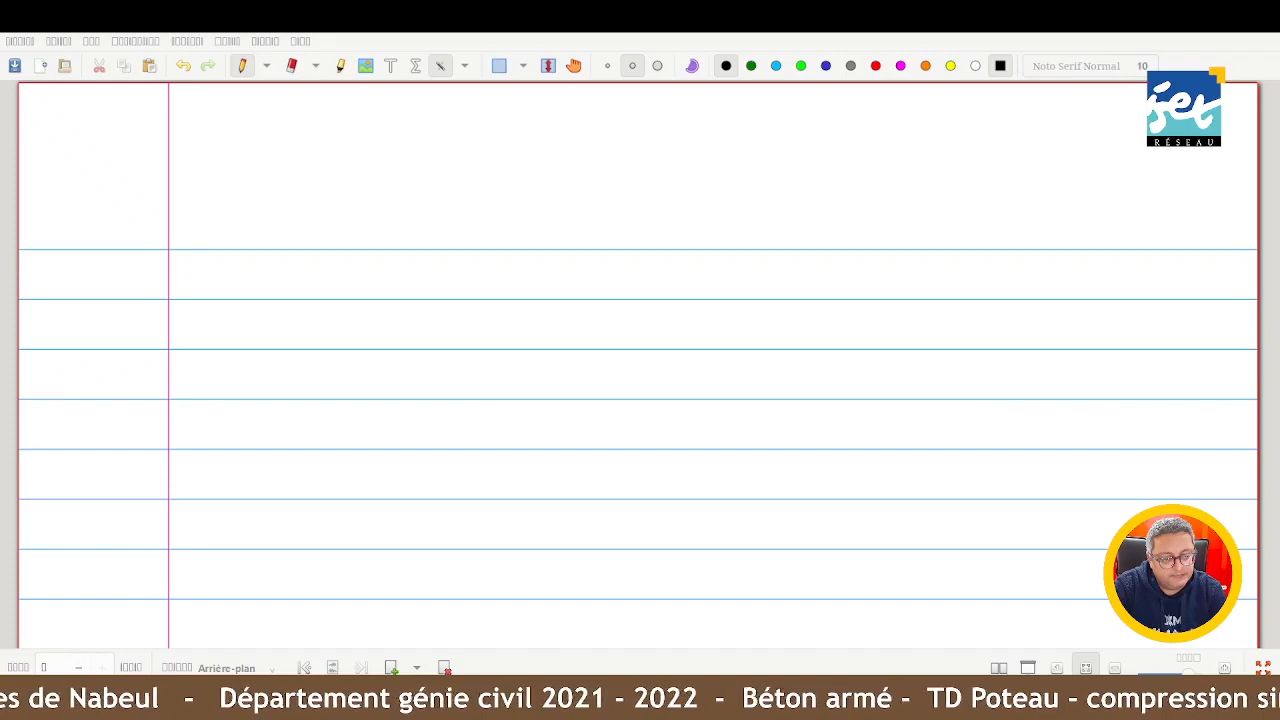 Noto Serif Normal 10
iset
RÉSEAU
Arrière-plan
es de Nabeul - Département génie civil 2021 - 2022 - Béton armé - TD Poteau - compression si